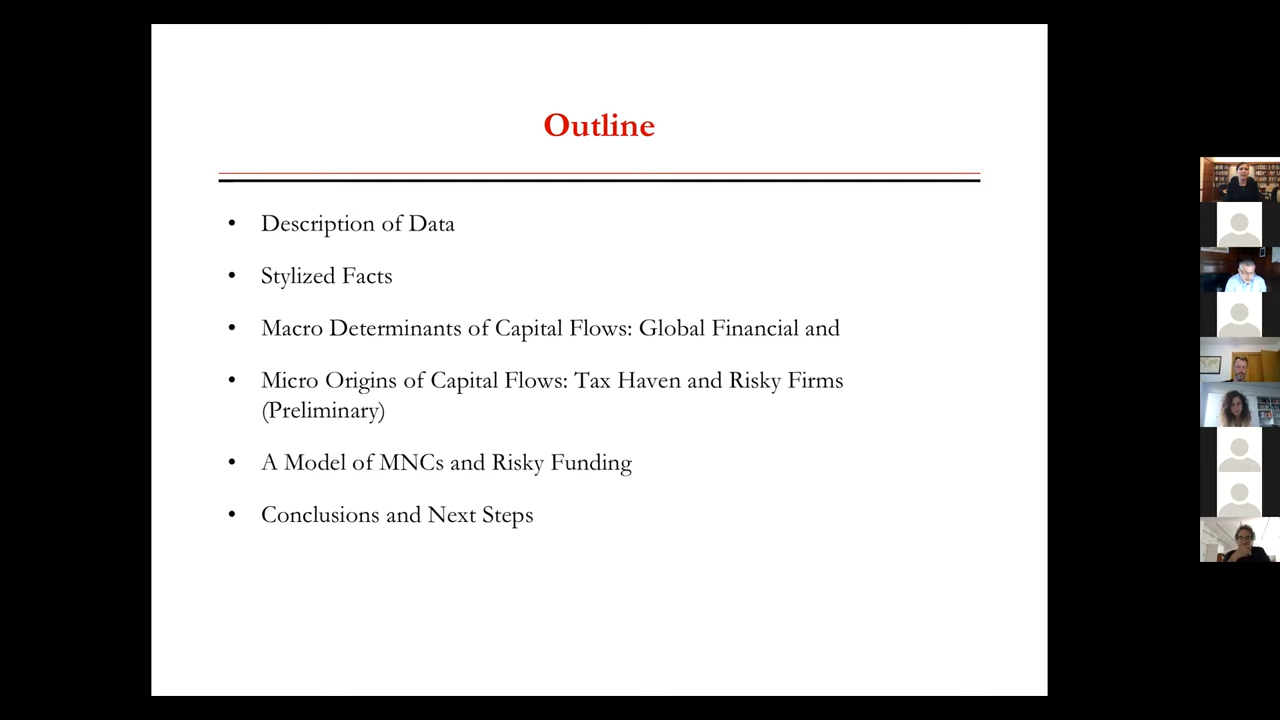 Outline
• Description of Data
• Stylized Facts
• Macro Determinants of Capital Flows: Global Financial and
• Micro Origins of Capital Flows: Tax Haven and Risky Firms
(Preliminary)
• A Model of MNCs and Risky Funding
• Conclusions and Next Steps